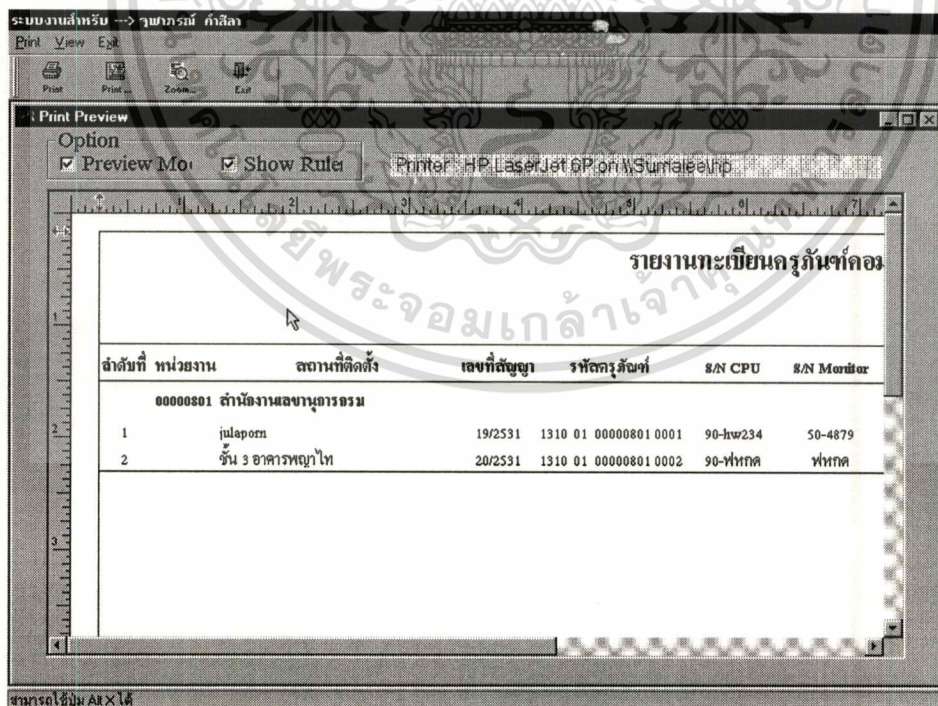 ระบบงานสำหรับ ---> จุฬาภรณ์ คำสีลา
Print View Exit
Print Print... Zoom... Exit
Print Preview
Option
Preview Mo Show Ruler Printer : HP LaserJet 6P on \\Sumalee\hp
รายงานทะเบียนครุภัณฑ์คอม
ลำดับที่ หน่วยงาน สถานที่ติดตั้ง เลขที่สัญญา รหัสครุภัณฑ์ S/N CPU S/N Monitor
00000801 สำนักงานเลขานุการกรม
1 julaporn 19/2531 1310 01 00000801 0001 90-hw234 50-4879
2 ชั้น 3 อาคารพญาไท 20/2531 1310 01 00000801 0002 90-ฟหกด ฟหกด
สามารถใช้ปุ่ม Alt X ได้